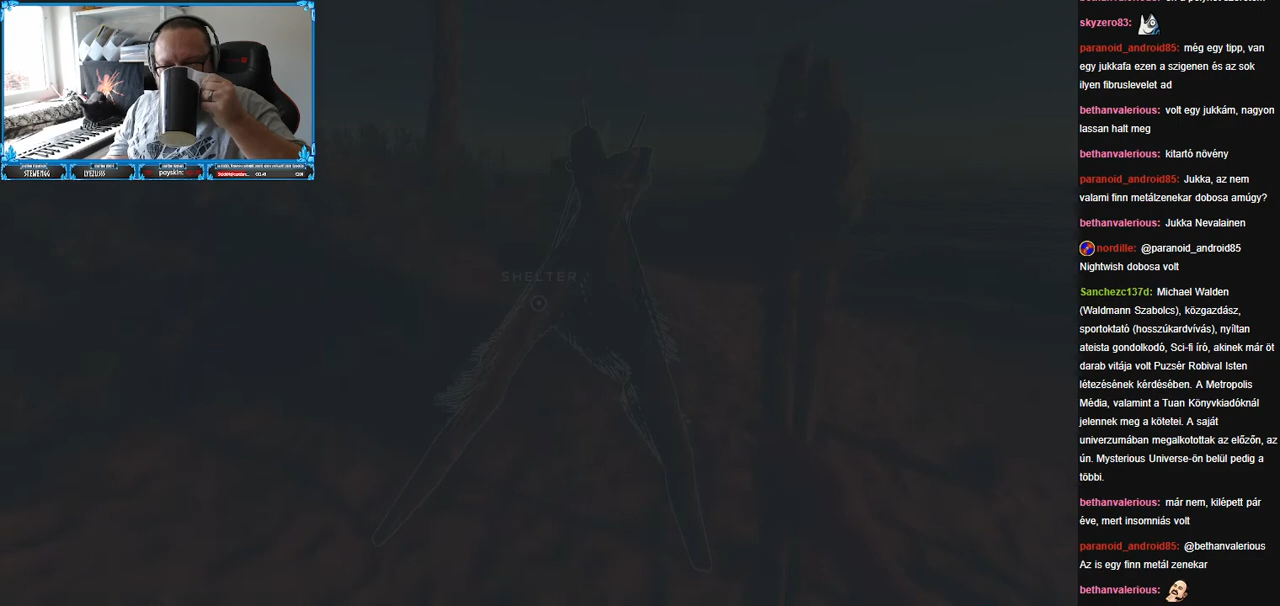 STEWE MGG
LYEZUSSS
payskin:
SHELTER
skyzero83:
paranoid_android85: még egy tipp, van
egy jukkafa ezen a szigenen és az sok
ilyen fibruslevelet ad
bethanvalerious: volt egy jukkám, nagyon
lassan halt meg
bethanvalerious: kitartó növény
paranoid_android85: Jukka, az nem
valami finn metálzenekar dobosa amúgy?
bethanvalerious: Jukka Nevalainen
nordille: @paranoid_android85
Nightwish dobosa volt
Sanchezc137d: Michael Walden
(Waldmann Szabolcs), közgazdász,
sportoktató (hosszúkardvívás), nyíltan
ateista gondolkodó, Sci-fi író, akinek már öt
darab vitája volt Puzsér Robival Isten
létezésének kérdésében. A Metropolis
Média, valamint a Tuan Könyvkiadóknál
jelennek meg a kötetei. A saját
univerzumában megalkotottak az előzőn, az
ún. Mysterious Universe-ön belül pedig a
többi.
bethanvalerious: már nem, kilépett pár
éve, mert insomniás volt
paranoid_android85: @bethanvalerious
Az is egy finn metál zenekar
bethanvalerious: